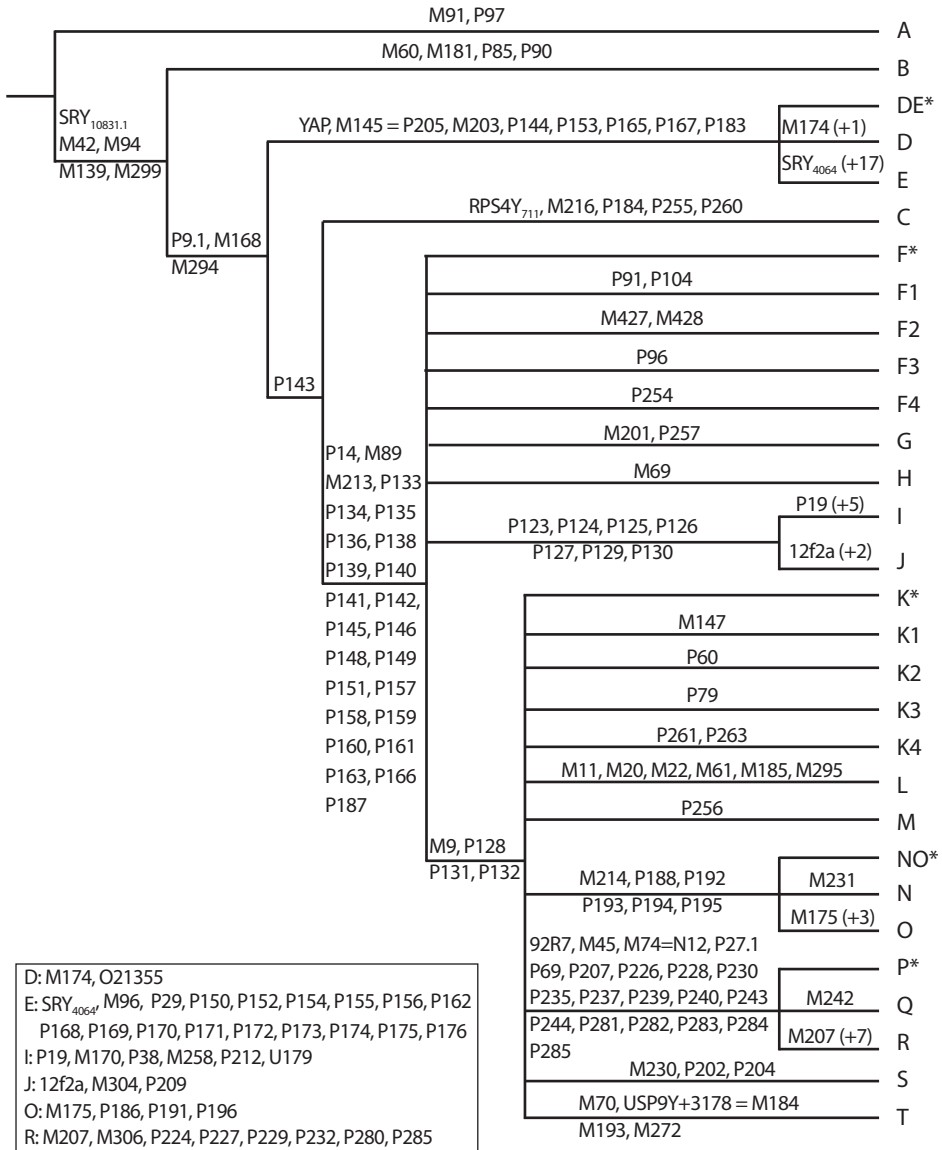 M91, P97
A
M60, M181, P85, P90
B
SRY10831.1
M42, M94
M139, M299
DE*
YAP, M145 = P205, M203, P144, P153, P165, P167, P183
M174 (+1)
D
SRY4064 (+17)
E
RPS4Y711, M216, P184, P255, P260
C
P9.1, M168
M294
F*
P91, P104
F1
M427, M428
F2
P96
F3
P143
P254
F4
M201, P257
G
P14, M89
M213, P133
P134, P135
P136, P138
P139, P140
P141, P142,
P145, P146
P148, P149
P151, P157
P158, P159
P160, P161
P163, P166
P187
M69
H
P19 (+5)
I
P123, P124, P125, P126
P127, P129, P130
12f2a (+2)
J
K*
M147
K1
P60
K2
P79
K3
P261, P263
K4
M11, M20, M22, M61, M185, M295
L
P256
M
M9, P128
P131, P132
NO*
M214, P188, P192
P193, P194, P195
M231
N
M175 (+3)
O
92R7, M45, M74=N12, P27.1
P69, P207, P226, P228, P230
P235, P237, P239, P240, P243
P244, P281, P282, P283, P284
P285
P*
M242
Q
M207 (+7)
R
M230, P202, P204
S
M70, USP9Y+3178 = M184
M193, M272
T
D: M174, O21355
E: SRY4064, M96, P29, P150, P152, P154, P155, P156, P162
P168, P169, P170, P171, P172, P173, P174, P175, P176
I: P19, M170, P38, M258, P212, U179
J: 12f2a, M304, P209
O: M175, P186, P191, P196
R: M207, M306, P224, P227, P229, P232, P280, P285